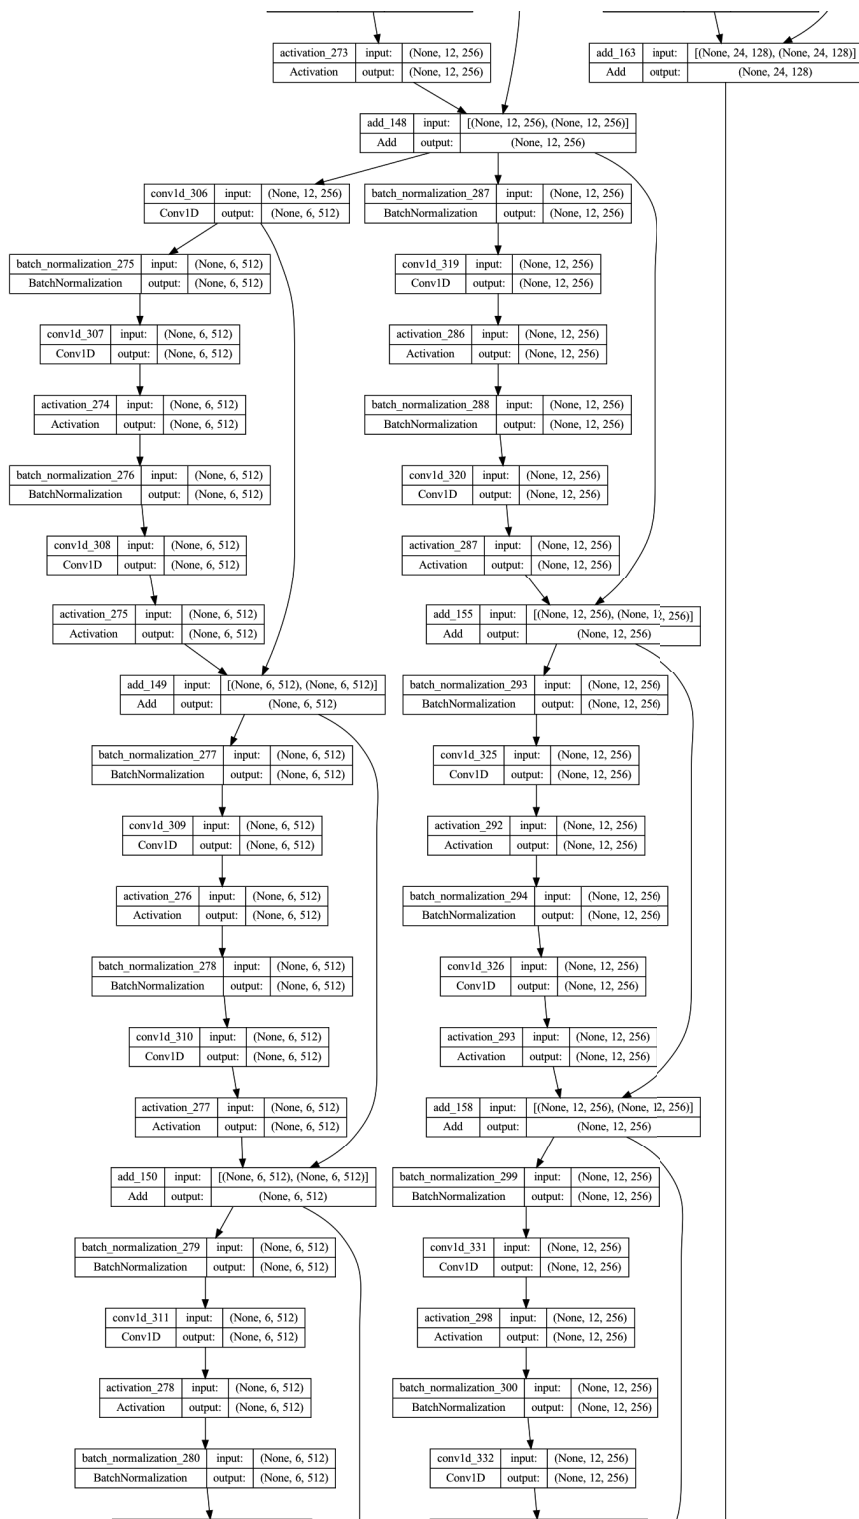 activation_273 input: (None, 12, 256)
Activation output: (None, 12, 256)
add_163 input: [(None, 24, 128), (None, 24, 128)]
Add output: (None, 24, 128)
add_148 input: [(None, 12, 256), (None, 12, 256)]
Add output: (None, 12, 256)
conv1d_306 input: (None, 12, 256)
Conv1D output: (None, 6, 512)
batch_normalization_287 input: (None, 12, 256)
BatchNormalization output: (None, 12, 256)
batch_normalization_275 input: (None, 6, 512)
BatchNormalization output: (None, 6, 512)
conv1d_319 input: (None, 12, 256)
Conv1D output: (None, 12, 256)
conv1d_307 input: (None, 6, 512)
Conv1D output: (None, 6, 512)
activation_286 input: (None, 12, 256)
Activation output: (None, 12, 256)
activation_274 input: (None, 6, 512)
Activation output: (None, 6, 512)
batch_normalization_288 input: (None, 12, 256)
BatchNormalization output: (None, 12, 256)
batch_normalization_276 input: (None, 6, 512)
BatchNormalization output: (None, 6, 512)
conv1d_320 input: (None, 12, 256)
Conv1D output: (None, 12, 256)
conv1d_308 input: (None, 6, 512)
Conv1D output: (None, 6, 512)
activation_287 input: (None, 12, 256)
Activation output: (None, 12, 256)
activation_275 input: (None, 6, 512)
Activation output: (None, 6, 512)
add_155 input: [(None, 12, 256), (None, 12, 256)]
Add output: (None, 12, 256)
add_149 input: [(None, 6, 512), (None, 6, 512)]
Add output: (None, 6, 512)
batch_normalization_293 input: (None, 12, 256)
BatchNormalization output: (None, 12, 256)
batch_normalization_277 input: (None, 6, 512)
BatchNormalization output: (None, 6, 512)
conv1d_325 input: (None, 12, 256)
Conv1D output: (None, 12, 256)
conv1d_309 input: (None, 6, 512)
Conv1D output: (None, 6, 512)
activation_292 input: (None, 12, 256)
Activation output: (None, 12, 256)
activation_276 input: (None, 6, 512)
Activation output: (None, 6, 512)
batch_normalization_294 input: (None, 12, 256)
BatchNormalization output: (None, 12, 256)
batch_normalization_278 input: (None, 6, 512)
BatchNormalization output: (None, 6, 512)
conv1d_326 input: (None, 12, 256)
Conv1D output: (None, 12, 256)
conv1d_310 input: (None, 6, 512)
Conv1D output: (None, 6, 512)
activation_293 input: (None, 12, 256)
Activation output: (None, 12, 256)
activation_277 input: (None, 6, 512)
Activation output: (None, 6, 512)
add_158 input: [(None, 12, 256), (None, 12, 256)]
Add output: (None, 12, 256)
add_150 input: [(None, 6, 512), (None, 6, 512)]
Add output: (None, 6, 512)
batch_normalization_299 input: (None, 12, 256)
BatchNormalization output: (None, 12, 256)
batch_normalization_279 input: (None, 6, 512)
BatchNormalization output: (None, 6, 512)
conv1d_331 input: (None, 12, 256)
Conv1D output: (None, 12, 256)
conv1d_311 input: (None, 6, 512)
Conv1D output: (None, 6, 512)
activation_298 input: (None, 12, 256)
Activation output: (None, 12, 256)
activation_278 input: (None, 6, 512)
Activation output: (None, 6, 512)
batch_normalization_300 input: (None, 12, 256)
BatchNormalization output: (None, 12, 256)
batch_normalization_280 input: (None, 6, 512)
BatchNormalization output: (None, 6, 512)
conv1d_332 input: (None, 12, 256)
Conv1D output: (None, 12, 256)